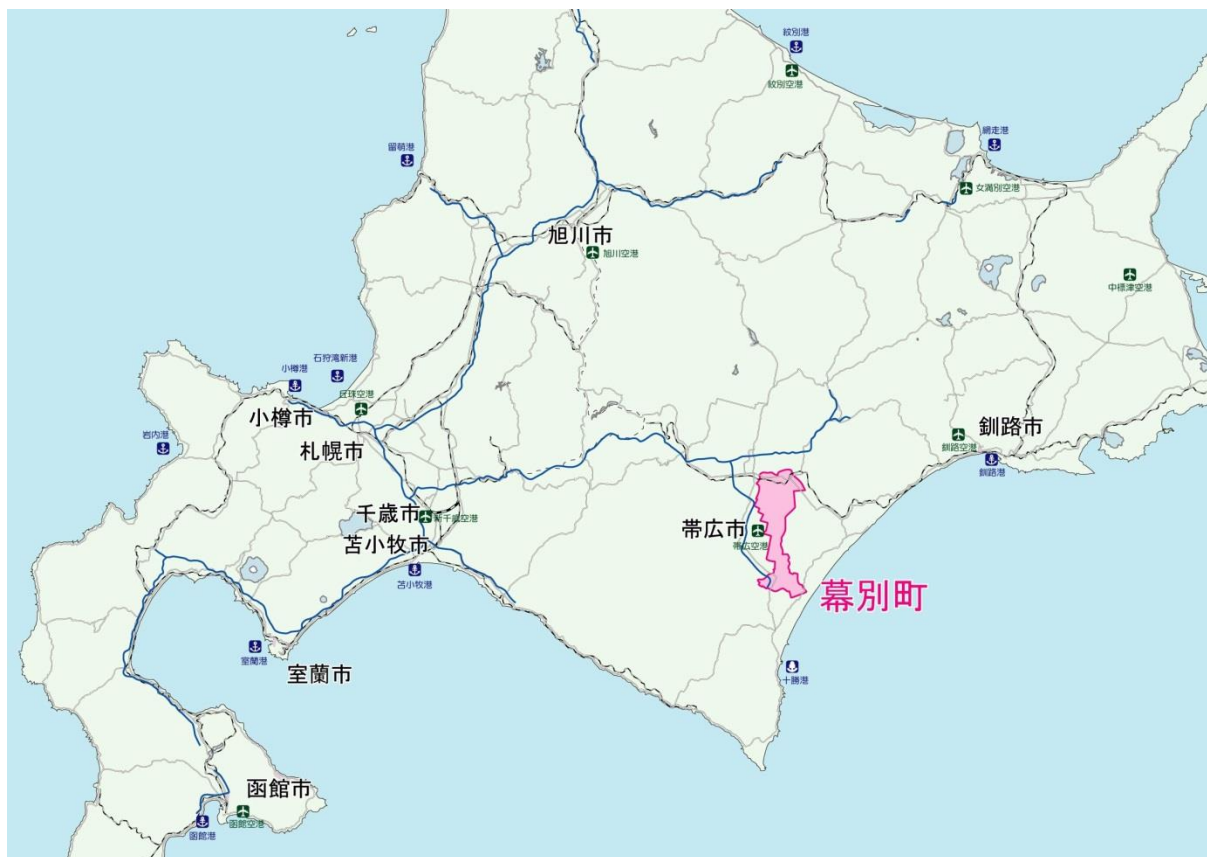 紋別港
紋別空港
網走港
留萌港
女満別空港
旭川市
旭川空港
中標津空港
石狩湾新港
小樽港
丘珠空港
小樽市
札幌市
岩内港
釧路市
釧路空港
釧路港
千歳市
新千歳空港
帯広市
帯広空港
苫小牧市
苫小牧港
幕別町
室蘭港
室蘭市
十勝港
函館市
函館空港
函館港